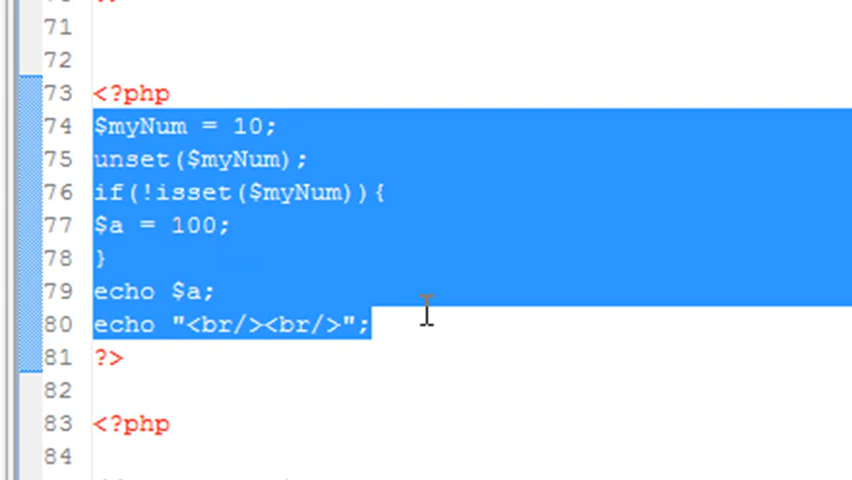 71
72
73 <?php
74 $myNum = 10;
75 unset($myNum);
76 if(!isset($myNum)){
77 $a = 100;
78 }
79 echo $a;
80 echo "<br/><br/>";
81 ?>
82
83 <?php
84